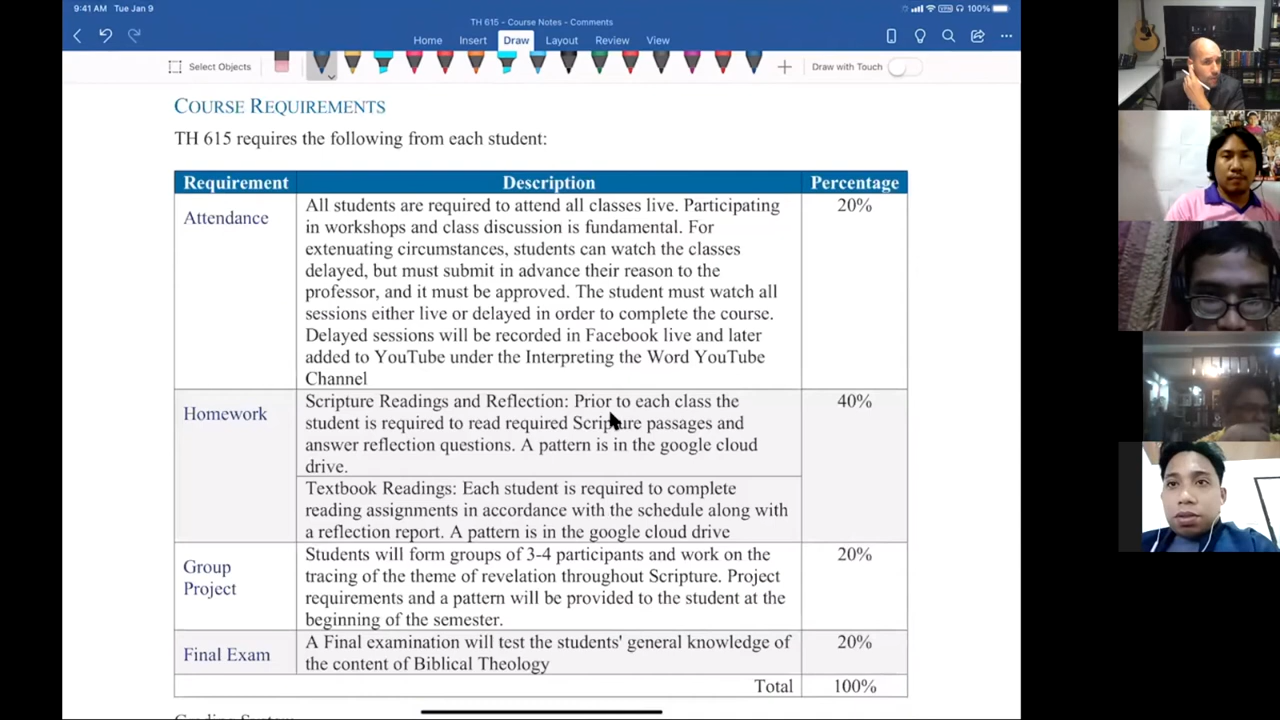 9:41 AM Tue Jan 9
100%
TH 615 - Course Notes - Comments
Home Insert Draw Layout Review View
Select Objects
Draw with Touch
COURSE REQUIREMENTS
TH 615 requires the following from each student:
Requirement Description Percentage
Attendance
All students are required to attend all classes live. Participating
in workshops and class discussion is fundamental. For
extenuating circumstances, students can watch the classes
delayed, but must submit in advance their reason to the
professor, and it must be approved. The student must watch all
sessions either live or delayed in order to complete the course.
Delayed sessions will be recorded in Facebook live and later
added to YouTube under the Interpreting the Word YouTube
Channel
20%
Homework
Scripture Readings and Reflection: Prior to each class the
student is required to read required Scripture passages and
answer reflection questions. A pattern is in the google cloud
drive.
40%
Textbook Readings: Each student is required to complete
reading assignments in accordance with the schedule along with
a reflection report. A pattern is in the google cloud drive
Group
Project
Students will form groups of 3-4 participants and work on the
tracing of the theme of revelation throughout Scripture. Project
requirements and a pattern will be provided to the student at the
beginning of the semester.
20%
Final Exam
A Final examination will test the students' general knowledge of
the content of Biblical Theology
20%
Total 100%